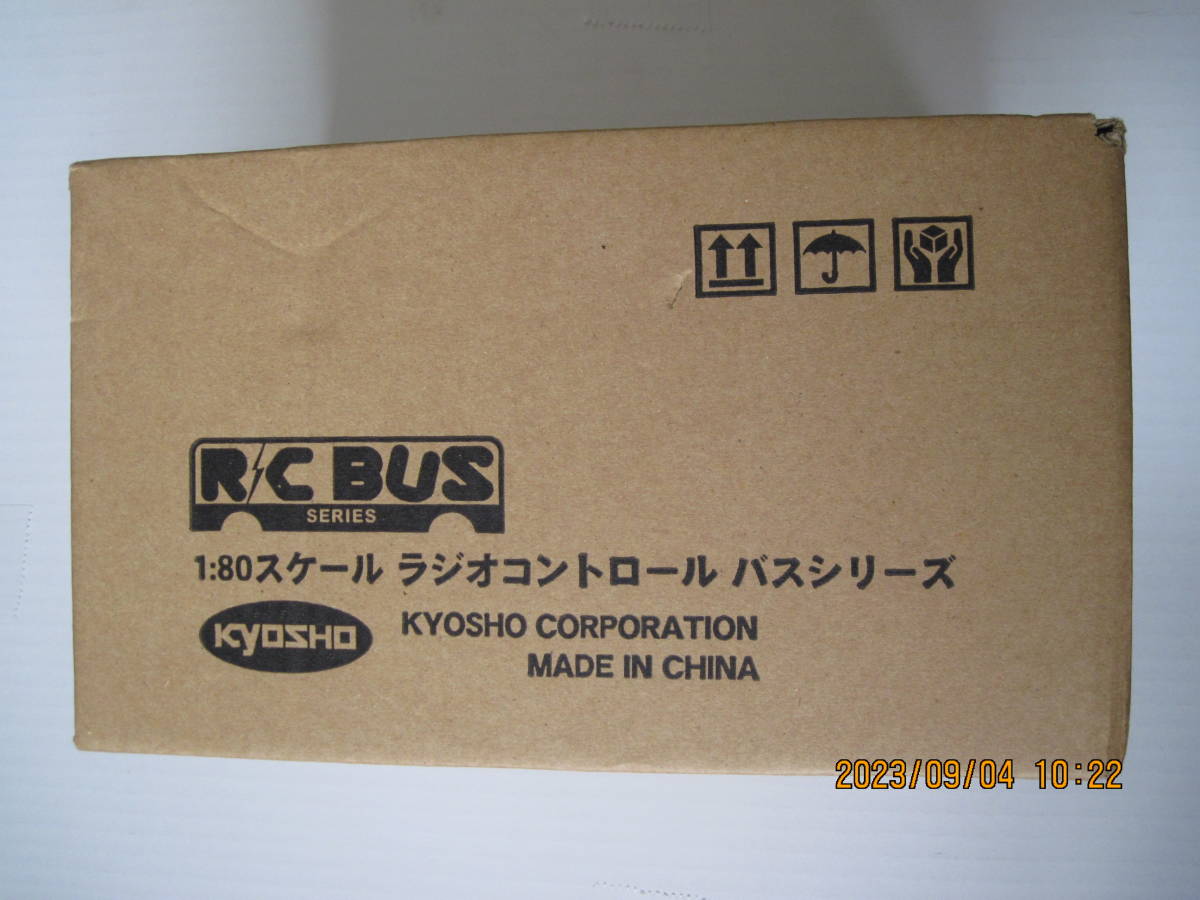 R/C BUS
SERIES
1:80スケール ラジオコントロール バスシリーズ
KYOSHO KYOSHO CORPORATION
MADE IN CHINA
2023/09/04 10:22